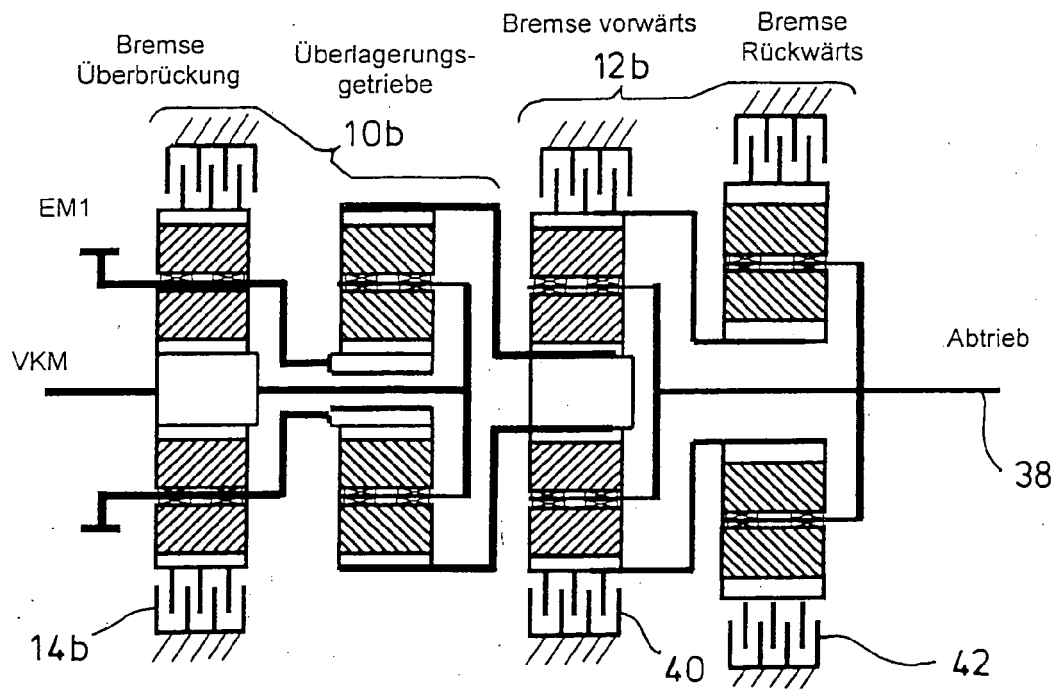 Bremse
Überbrückung
Überlagerungs-
getriebe
Bremse vorwärts
Bremse
Rückwärts
10b
12b
EM1
VKM
Abtrieb
38
14b
40
42